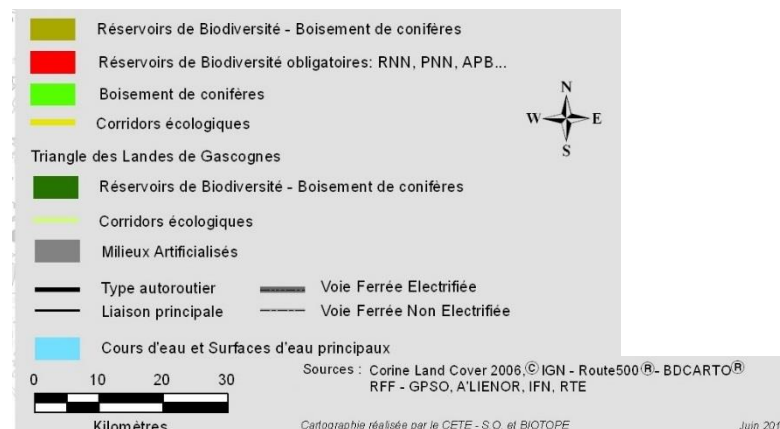 Réservoirs de Biodiversité - Boisement de conifères
Réservoirs de Biodiversité obligatoires: RNN, PNN, APB...
Boisement de conifères
Corridors écologiques
N
W E
S
Triangle des Landes de Gascognes
Réservoirs de Biodiversité - Boisement de conifères
Corridors écologiques
Milieux Artificialisés
Type autoroutier Voie Ferrée Electrifiée
Liaison principale Voie Ferrée Non Electrifiée
Cours d'eau et Surfaces d'eau principaux
0 10 20 30
Kilomètres
Sources : Corine Land Cover 2006,© IGN - Route500®- BDCARTO®
RFF - GPSO, A'LIENOR, IFN, RTE
Cartographie réalisée par le CETE - S.O. et BIOTOPE Juin